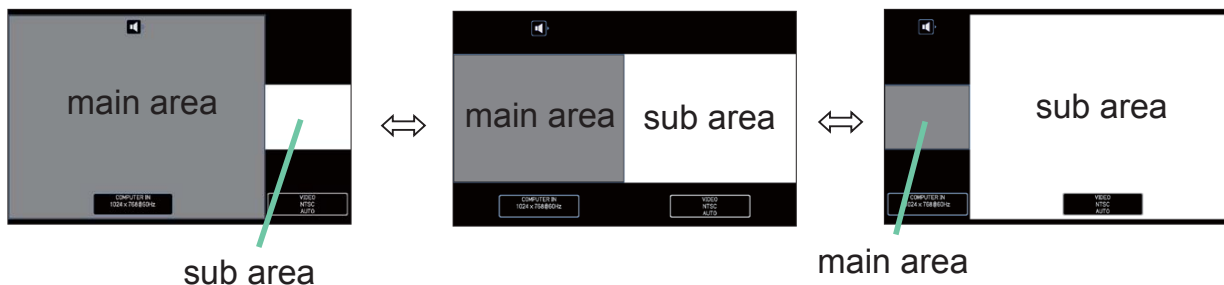 main area
COMPUTER IN
1024 x 768@60Hz
VIDEO
NTSC
AUTO
sub area
main area
sub area
COMPUTER IN
1024 x 768@60Hz
VIDEO
NTSC
AUTO
sub area
COMPUTER IN
1024 x 768@60Hz
VIDEO
NTSC
AUTO
main area